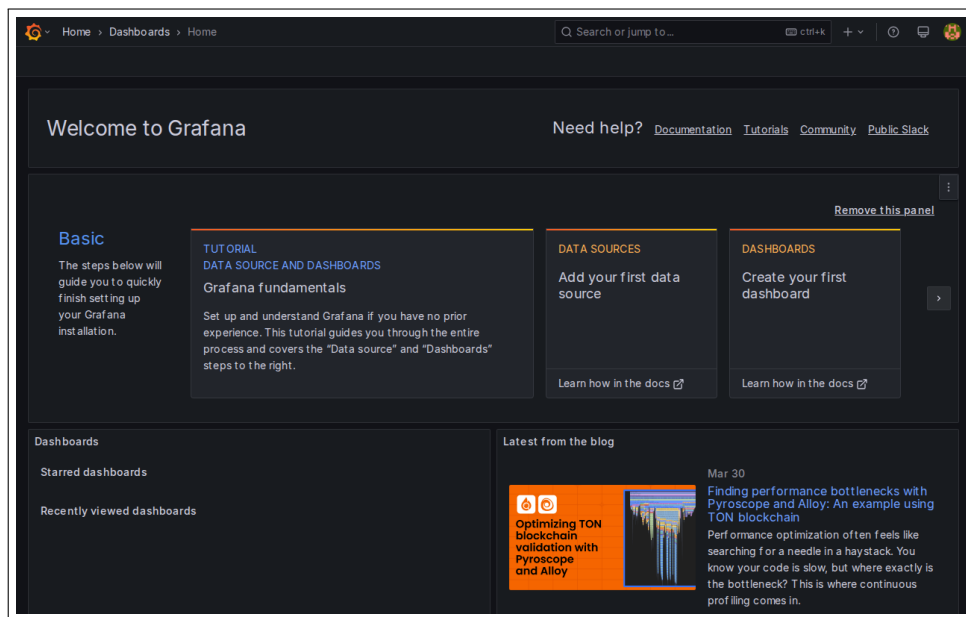 Home › Dashboards › Home
Search or jump to...
ctrl+k
Welcome to Grafana
Need help? Documentation Tutorials Community Public Slack
Remove this panel
Basic
The steps below will
guide you to quickly
finish setting up
your Grafana
installation.
TUTORIAL
DATA SOURCE AND DASHBOARDS
Grafana fundamentals
Set up and understand Grafana if you have no prior
experience. This tutorial guides you through the entire
process and covers the “Data source” and “Dashboards”
steps to the right.
DATA SOURCES
Add your first data
source
Learn how in the docs
DASHBOARDS
Create your first
dashboard
Learn how in the docs
Dashboards
Starred dashboards
Recently viewed dashboards
Latest from the blog
Optimizing TON
blockchain
validation with
Pyroscope
and Alloy
Mar 30
Finding performance bottlenecks with
Pyroscope and Alloy: An example using
TON blockchain
Performance optimization often feels like
searching for a needle in a haystack. You
know your code is slow, but where exactly is
the bottleneck? This is where continuous
profiling comes in.